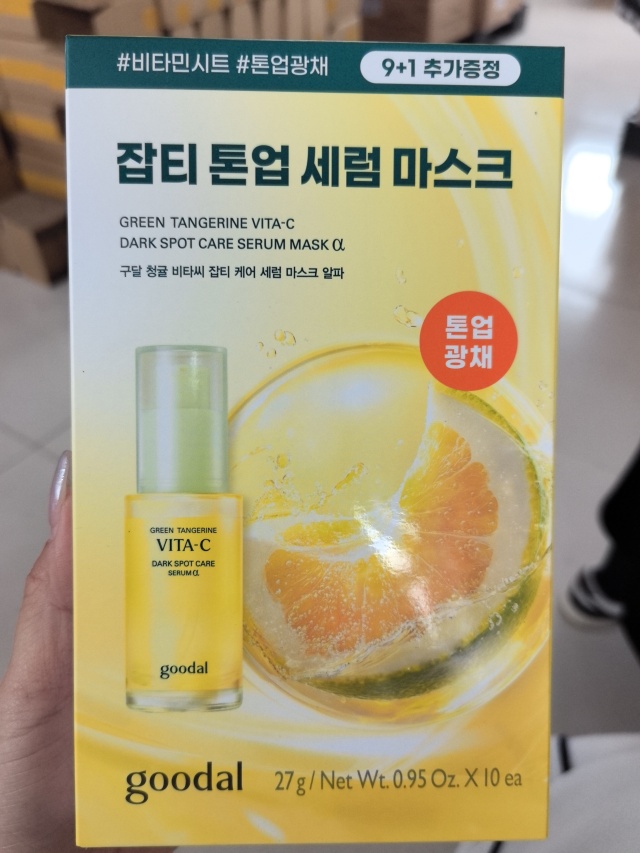 #비타민시트 #톤업광채
9+1 추가증정
잡티 톤업 세럼 마스크
GREEN TANGERINE VITA-C
DARK SPOT CARE SERUM MASK α
구달 청귤 비타씨 잡티 케어 세럼 마스크 알파
톤업
광채
GREEN TANGERINE
VITA-C
DARK SPOT CARE
SERUM α
goodal
goodal
27g / Net Wt. 0.95 Oz. X 10 ea